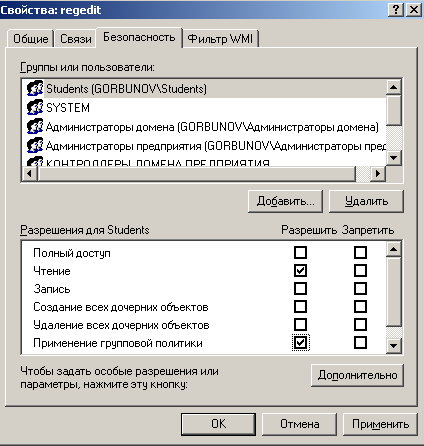 Свойства: regedit
Общие Связи Безопасность Фильтр WMI
Группы или пользователи:
Students (GORBUNOV\Students)
SYSTEM
Администраторы домена (GORBUNOV\Администраторы домена)
Администраторы предприятия (GORBUNOV\Администраторы пред
КОНТРОЛЛЕРЫ ДОМЕНА ПРЕДПРИЯТИЯ
Добавить... Удалить
Разрешения для Students Разрешить Запретить
Полный доступ
Чтение
Запись
Создание всех дочерних объектов
Удаление всех дочерних объектов
Применение групповой политики
Чтобы задать особые разрешения или
параметры, нажмите эту кнопку: Дополнительно
OK Отмена Применить